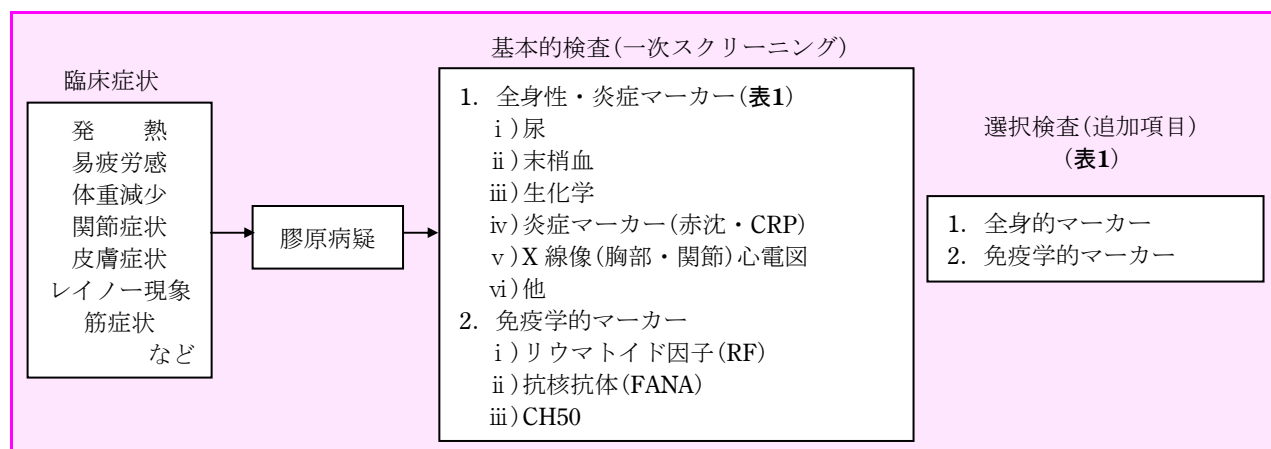 臨床症状
発　　熱
易疲労感
体重減少
関節症状
皮膚症状
レイノー現象
筋症状
など
膠原病疑
基本的検査(一次スクリーニング)
1. 全身性・炎症マーカー(表1)
ⅰ)尿
ⅱ)末梢血
ⅲ)生化学
ⅳ)炎症マーカー(赤沈・CRP)
ⅴ)X 線像(胸部・関節)心電図
ⅵ)他
2. 免疫学的マーカー
ⅰ)リウマトイド因子(RF)
ⅱ)抗核抗体(FANA)
ⅲ)CH50
選択検査(追加項目)
(表1)
1. 全身的マーカー
2. 免疫学的マーカー